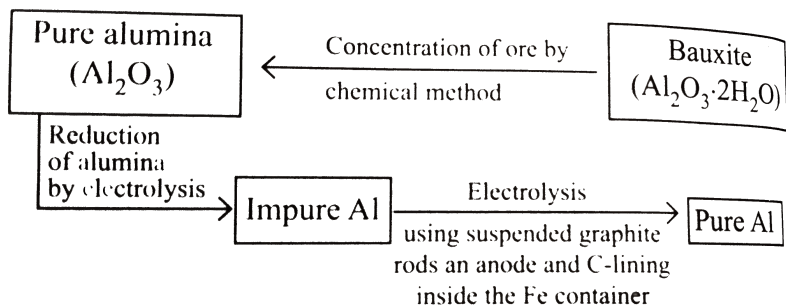 Pure alumina
(Al₂O₃)
Concentration of ore by
chemical method
Bauxite
(Al₂O₃·2H₂O)
Reduction
of alumina
by electrolysis
Impure Al
Electrolysis
using suspended graphite
rods an anode and C-lining
inside the Fe container
Pure Al